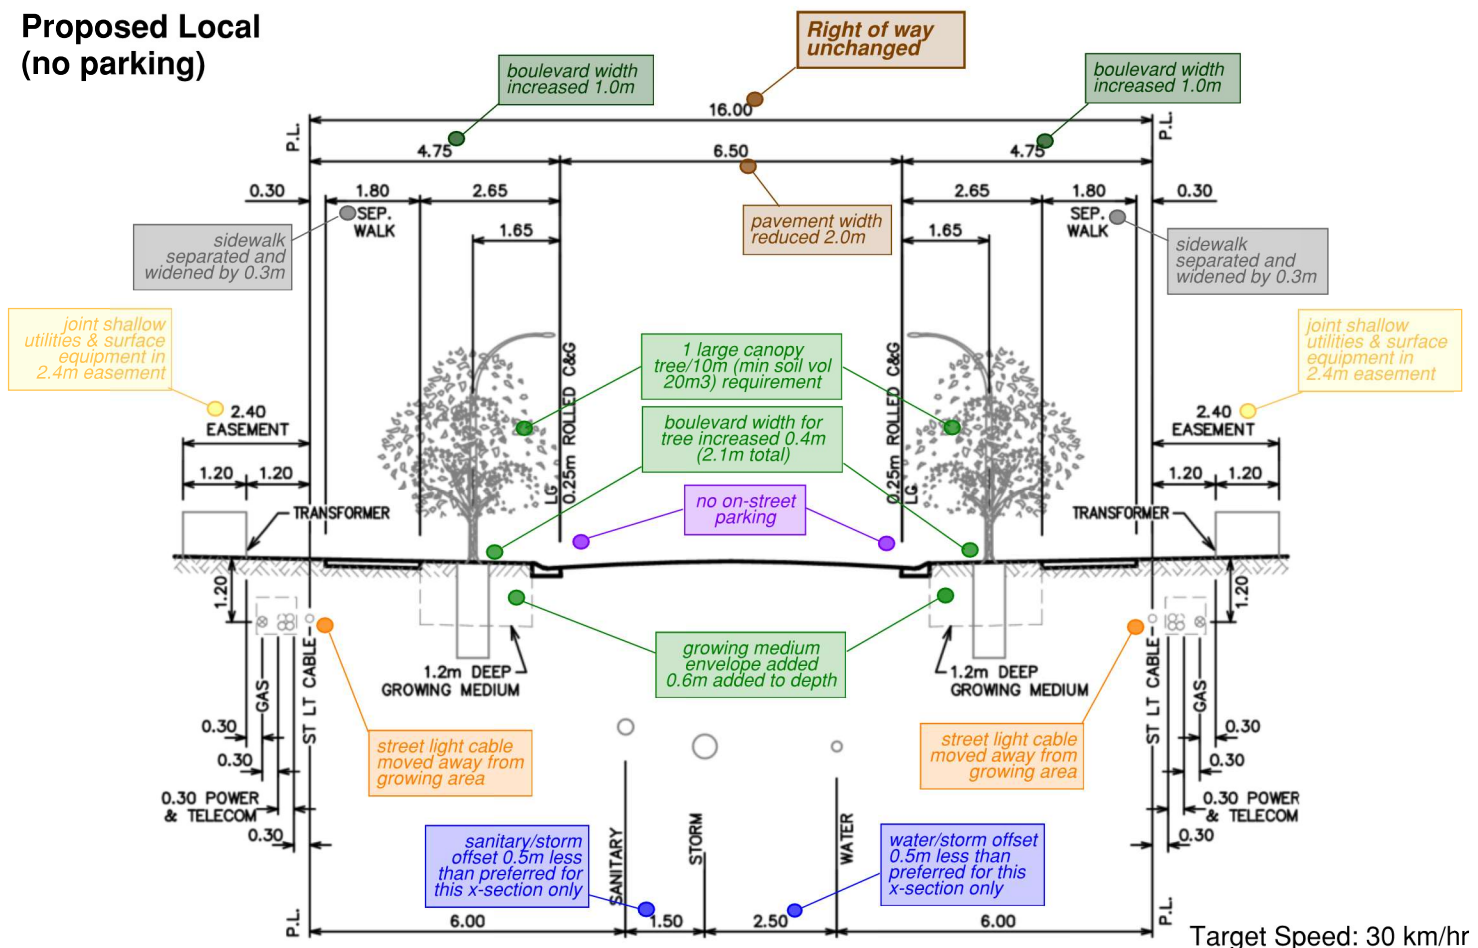 Proposed Local
(no parking)
Right of way
unchanged
boulevard width
increased 1.0m
boulevard width
increased 1.0m
16.00
P.L.
P.L.
4.75
6.50
4.75
0.30
1.80
2.65
2.65
1.80
0.30
SEP.
WALK
SEP.
WALK
pavement width
reduced 2.0m
1.65
1.65
sidewalk
separated and
widened by 0.3m
sidewalk
separated and
widened by 0.3m
joint shallow
utilities & surface
equipment in
2.4m easement
joint shallow
utilities & surface
equipment in
2.4m easement
1 large canopy
tree/10m (min soil vol
20m3) requirement
LG
0.25m ROLLED C&G
0.25m ROLLED C&G
LG
2.40
EASEMENT
2.40
EASEMENT
boulevard width for
tree increased 0.4m
(2.1m total)
1.20
1.20
1.20
1.20
no on-street
parking
TRANSFORMER
TRANSFORMER
1.20
1.20
growing medium
envelope added
0.6m added to depth
1.2m DEEP
GROWING MEDIUM
1.2m DEEP
GROWING MEDIUM
GAS
ST LT CABLE
ST LT CABLE
GAS
0.30
0.30
0.30 POWER
& TELECOM
0.30
0.30
0.30
0.30 POWER
& TELECOM
0.30
street light cable
moved away from
growing area
street light cable
moved away from
growing area
SANITARY
STORM
WATER
sanitary/storm
offset 0.5m less
than preferred for
this x-section only
water/storm offset
0.5m less than
preferred for this
x-section only
P.L.
P.L.
6.00
1.50
2.50
6.00
Target Speed: 30 km/hr